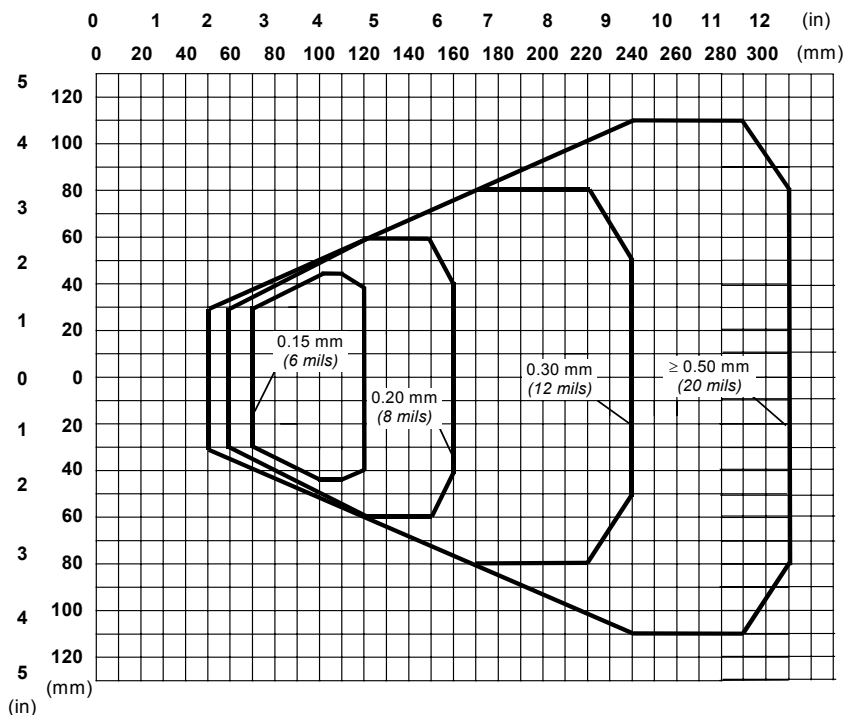 0 1 2 3 4 5 6 7 8 9 10 11 12 (in)
0 20 40 60 80 100 120 140 160 180 200 220 240 260 280 300 (mm)
5 120
4 100
80
3
60
2 40
1 20
0 0
1 20
2 40
60
3 80
4 100
120
5 (mm)
(in)
0.15 mm
(6 mils)
0.20 mm
(8 mils)
0.30 mm
(12 mils)
≥ 0.50 mm
(20 mils)